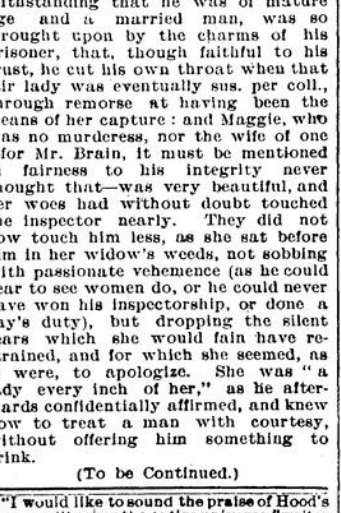 withstanding that he was of mature
ge and a married man, was so
rought upon by the charms of his
risoner, that, though faithful to his
rust, he cut his own throat when that
ir lady was eventually sus. per coll.,
hrough remorse at having been the
eans of her capture : and Maggie, who
as no murderess, nor the wife of one
for Mr. Brain, it must be mentioned
fairness to his integrity never
hought that—was very beautiful, and
er woes had without doubt touched
he inspector nearly. They did not
ow touch him less, as she sat before
im in her widow's weeds, not sobbing
ith passionate vehemence (as he could
ear to see women do, or he could never
ave won his inspectorship, or done a
ay's duty), but dropping the silent
ears which she would fain have re-
trained, and for which she seemed, as
were, to apologize. She was "a
ady every inch of her," as he after-
ards confidentially affirmed, and knew
ow to treat a man with courtesy,
ithout offering him something to
rink.
(To be Continued.)
"I would like to sound the praise of Hood's